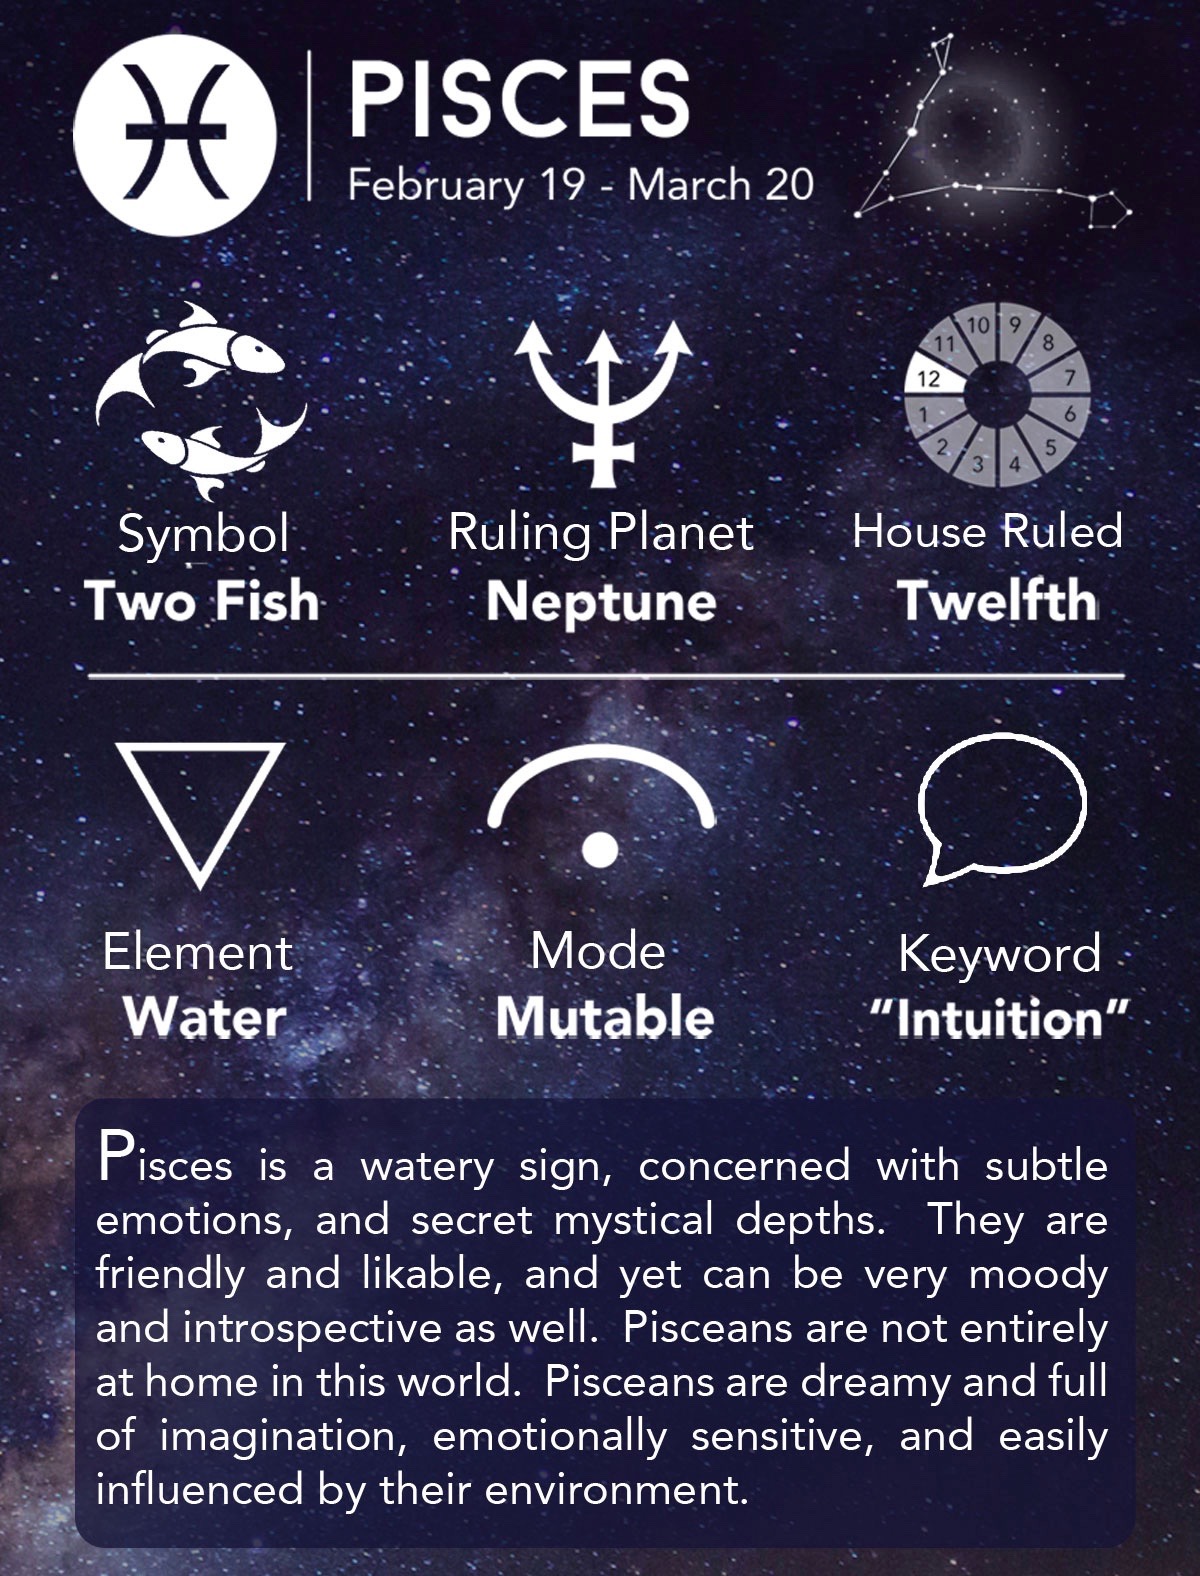 PISCES
February 19 - March 20
10 9
11 8
12 7
1 6
2 5
3 4
Symbol Ruling Planet House Ruled
Two Fish Neptune Twelfth
Element Mode Keyword
Water Mutable “Intuition”
Pisces is a watery sign, concerned with subtle
emotions, and secret mystical depths. They are
friendly and likable, and yet can be very moody
and introspective as well. Pisceans are not entirely
at home in this world. Pisceans are dreamy and full
of imagination, emotionally sensitive, and easily
influenced by their environment.